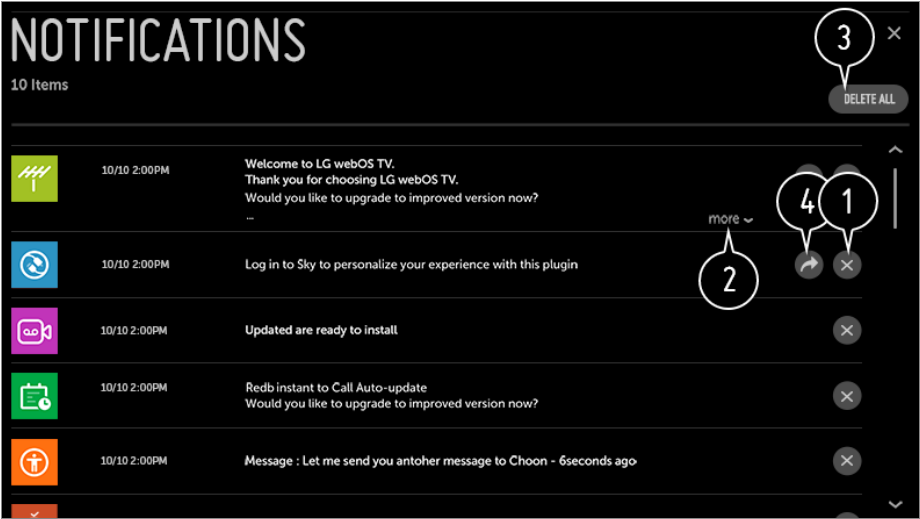 NOTIFICATIONS
3
10 Items
DELETE ALL
10/10 2:00PM
Welcome to LG webOS TV.
Thank you for choosing LG webOS TV.
Would you like to upgrade to improved version now?
...
more
4
1
2
10/10 2:00PM
Log in to Sky to personalize your experience with this plugin
10/10 2:00PM
Updated are ready to install
10/10 2:00PM
Redb instant to Call Auto-update
Would you like to upgrade to improved version now?
10/10 2:00PM
Message : Let me send you antoher message to Choon - 6seconds ago